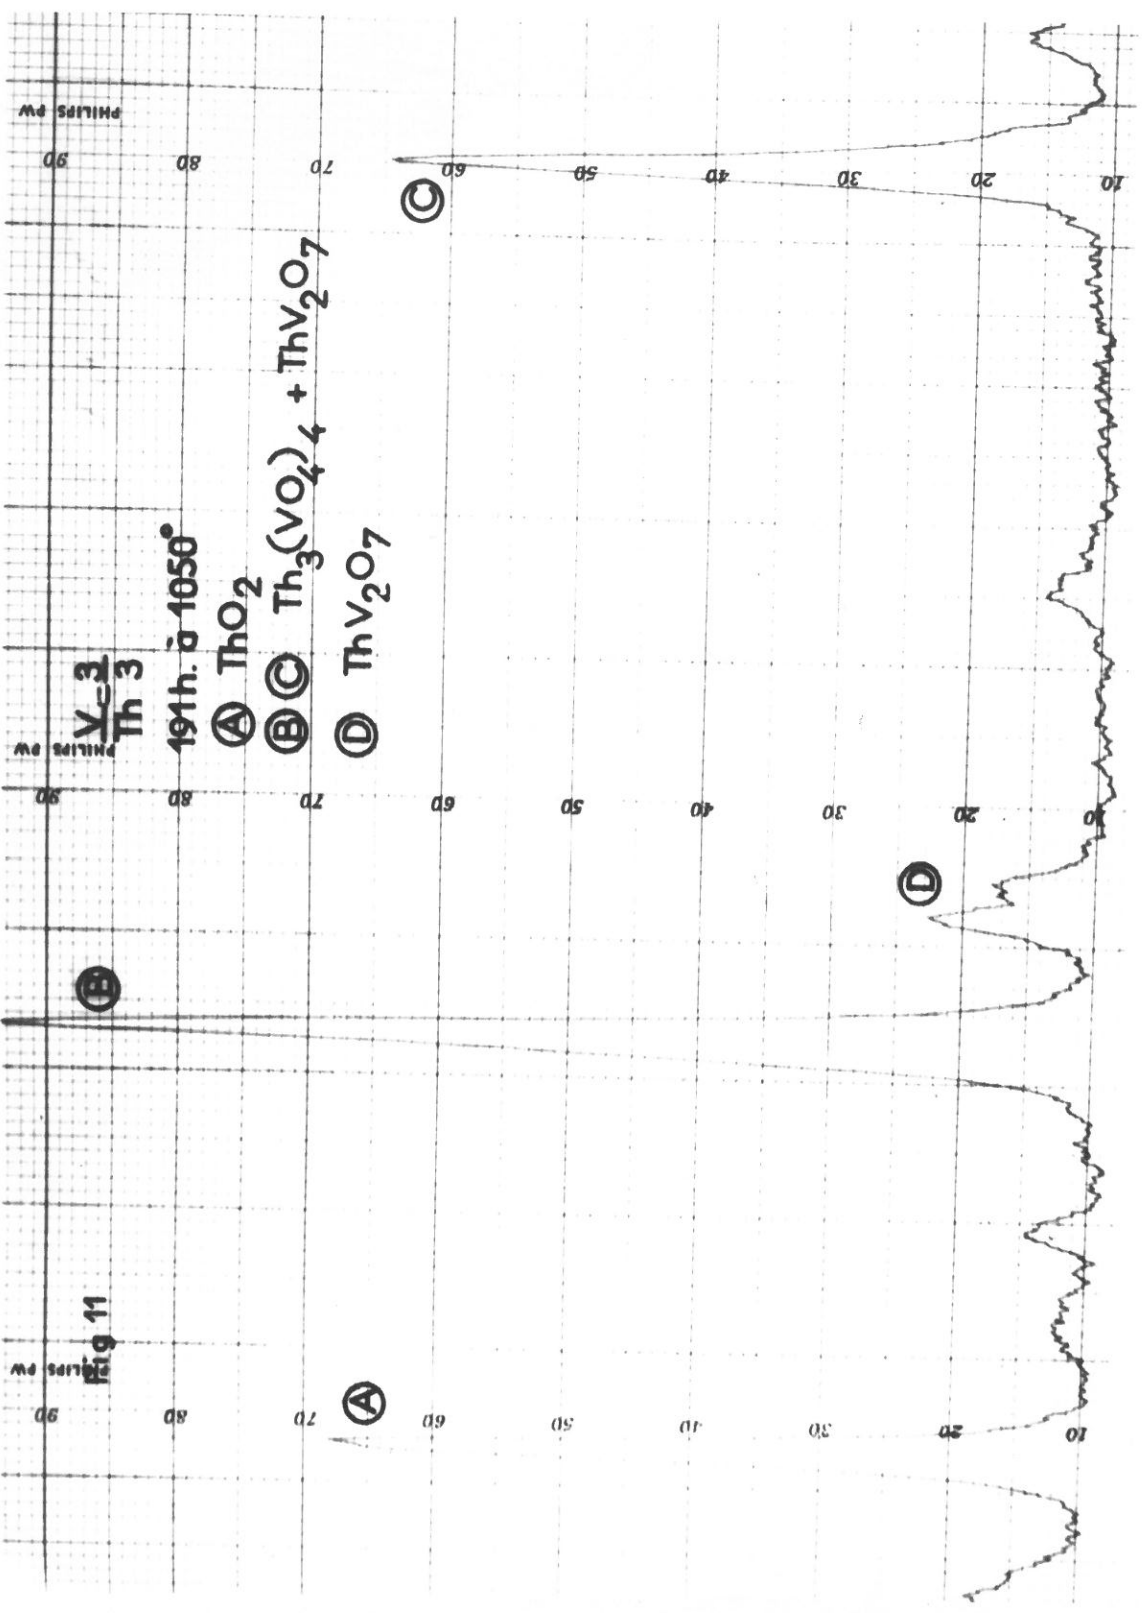 Fig 11
V = 3
Th 3
191h. à 1050°
Ⓐ ThO2
Ⓑ Ⓒ Th3(VO4)4 + ThV2O7
Ⓓ ThV2O7
Ⓐ
Ⓑ
Ⓓ
Ⓒ
PHILIPS PW
90 80 70 60 50 40 30 20 10
PHILIPS PW
90 80 70 60 50 40 30 20 10
PHILIPS PW
90 80 70 60 50 40 30 20 10